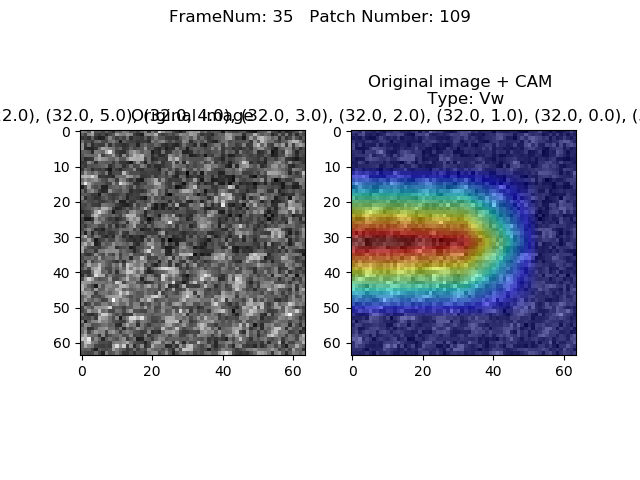 FrameNum: 35   Patch Number: 109
Original image + CAM
Type: Vw
2.0), (32.0, 5.0), (32.0, 4.0), (32.0, 3.0), (32.0, 2.0), (32.0, 1.0), (32.0, 0.0), (
Original image
0
10
20
30
40
50
60
0 20 40 60
0
10
20
30
40
50
60
0 20 40 60